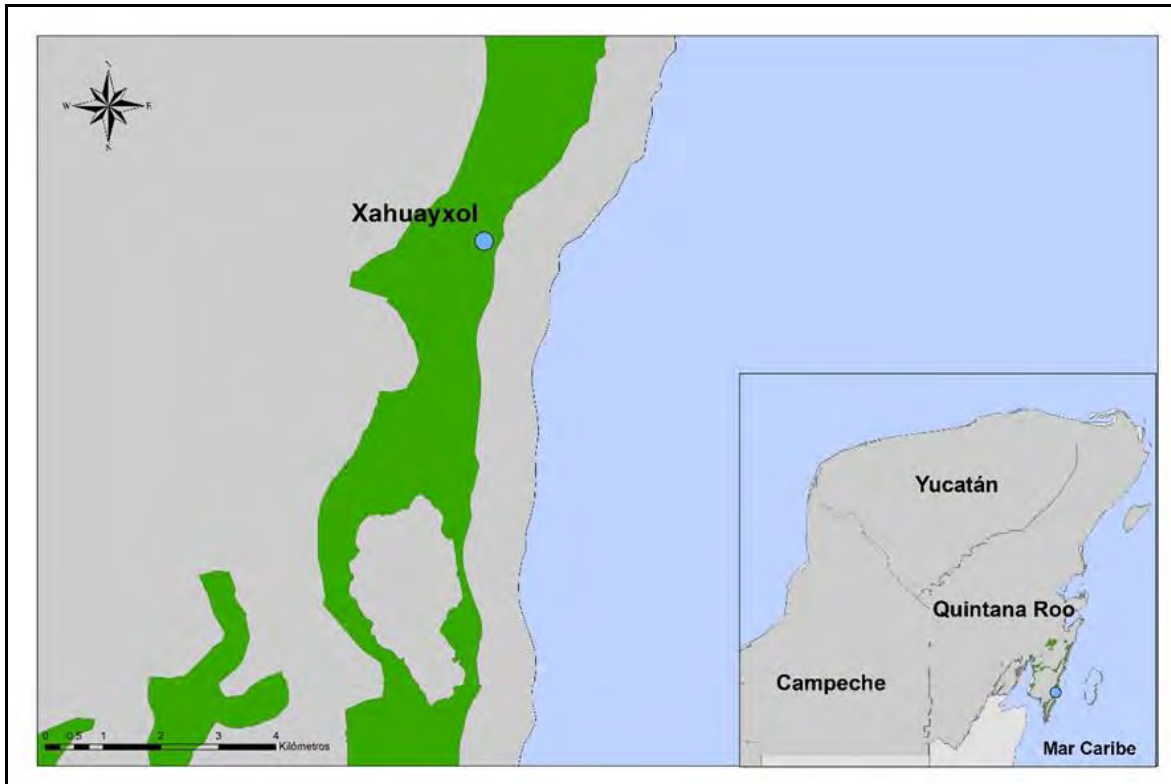 N
W E
S
Xahuayxol
Yucatán
Quintana Roo
Campeche
Mar Caribe
0 0.5 1 2 3 4
Kilómetros